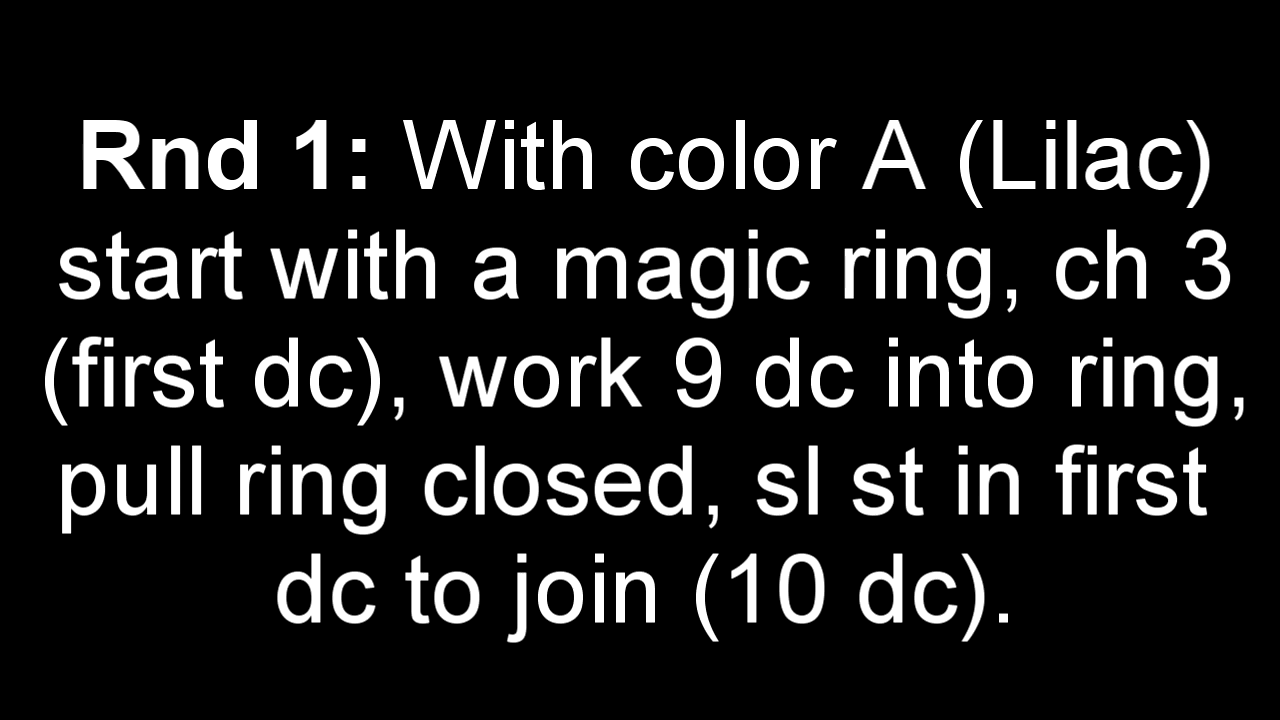 Rnd 1: With color A (Lilac)
start with a magic ring, ch 3
(first dc), work 9 dc into ring,
pull ring closed, sl st in first
dc to join (10 dc).